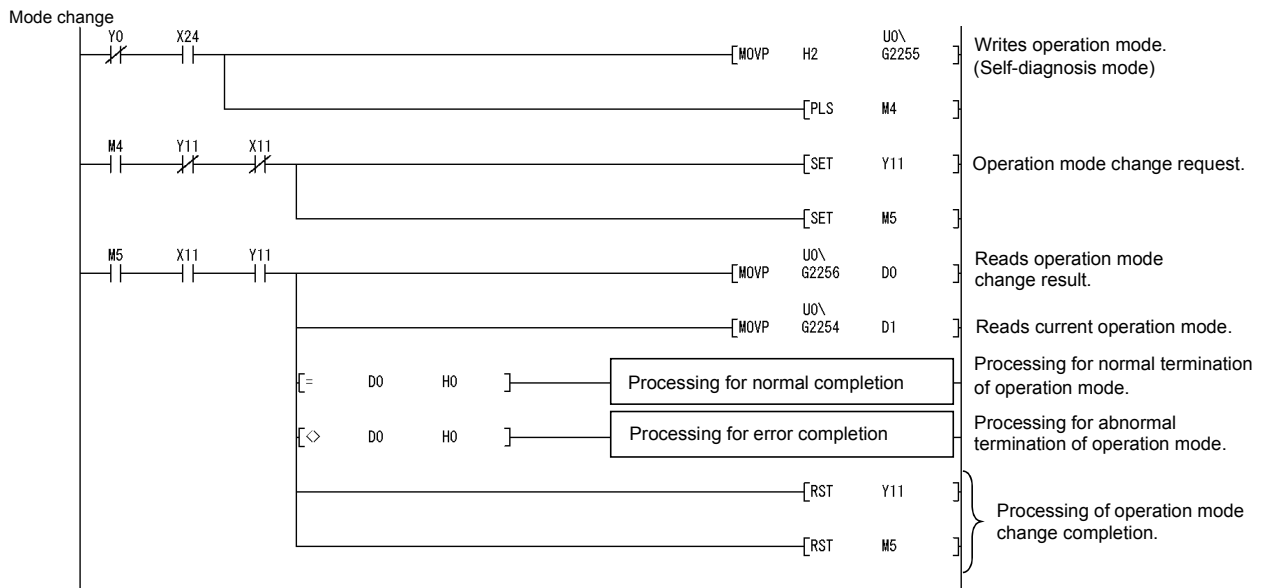 Mode change
Y0 X24 U0\
MOVP H2 G2255 Writes operation mode.
(Self-diagnosis mode)
PLS M4
M4 Y11 X11
SET Y11 Operation mode change request.
SET M5
M5 X11 Y11 U0\ Reads operation mode
MOVP G2256 D0 change result.
U0\
MOVP G2254 D1 Reads current operation mode.
Processing for normal termination
= D0 H0 Processing for normal completion
of operation mode.
Processing for abnormal
<> D0 H0 Processing for error completion
termination of operation mode.
RST Y11
Processing of operation mode
change completion.
RST M5